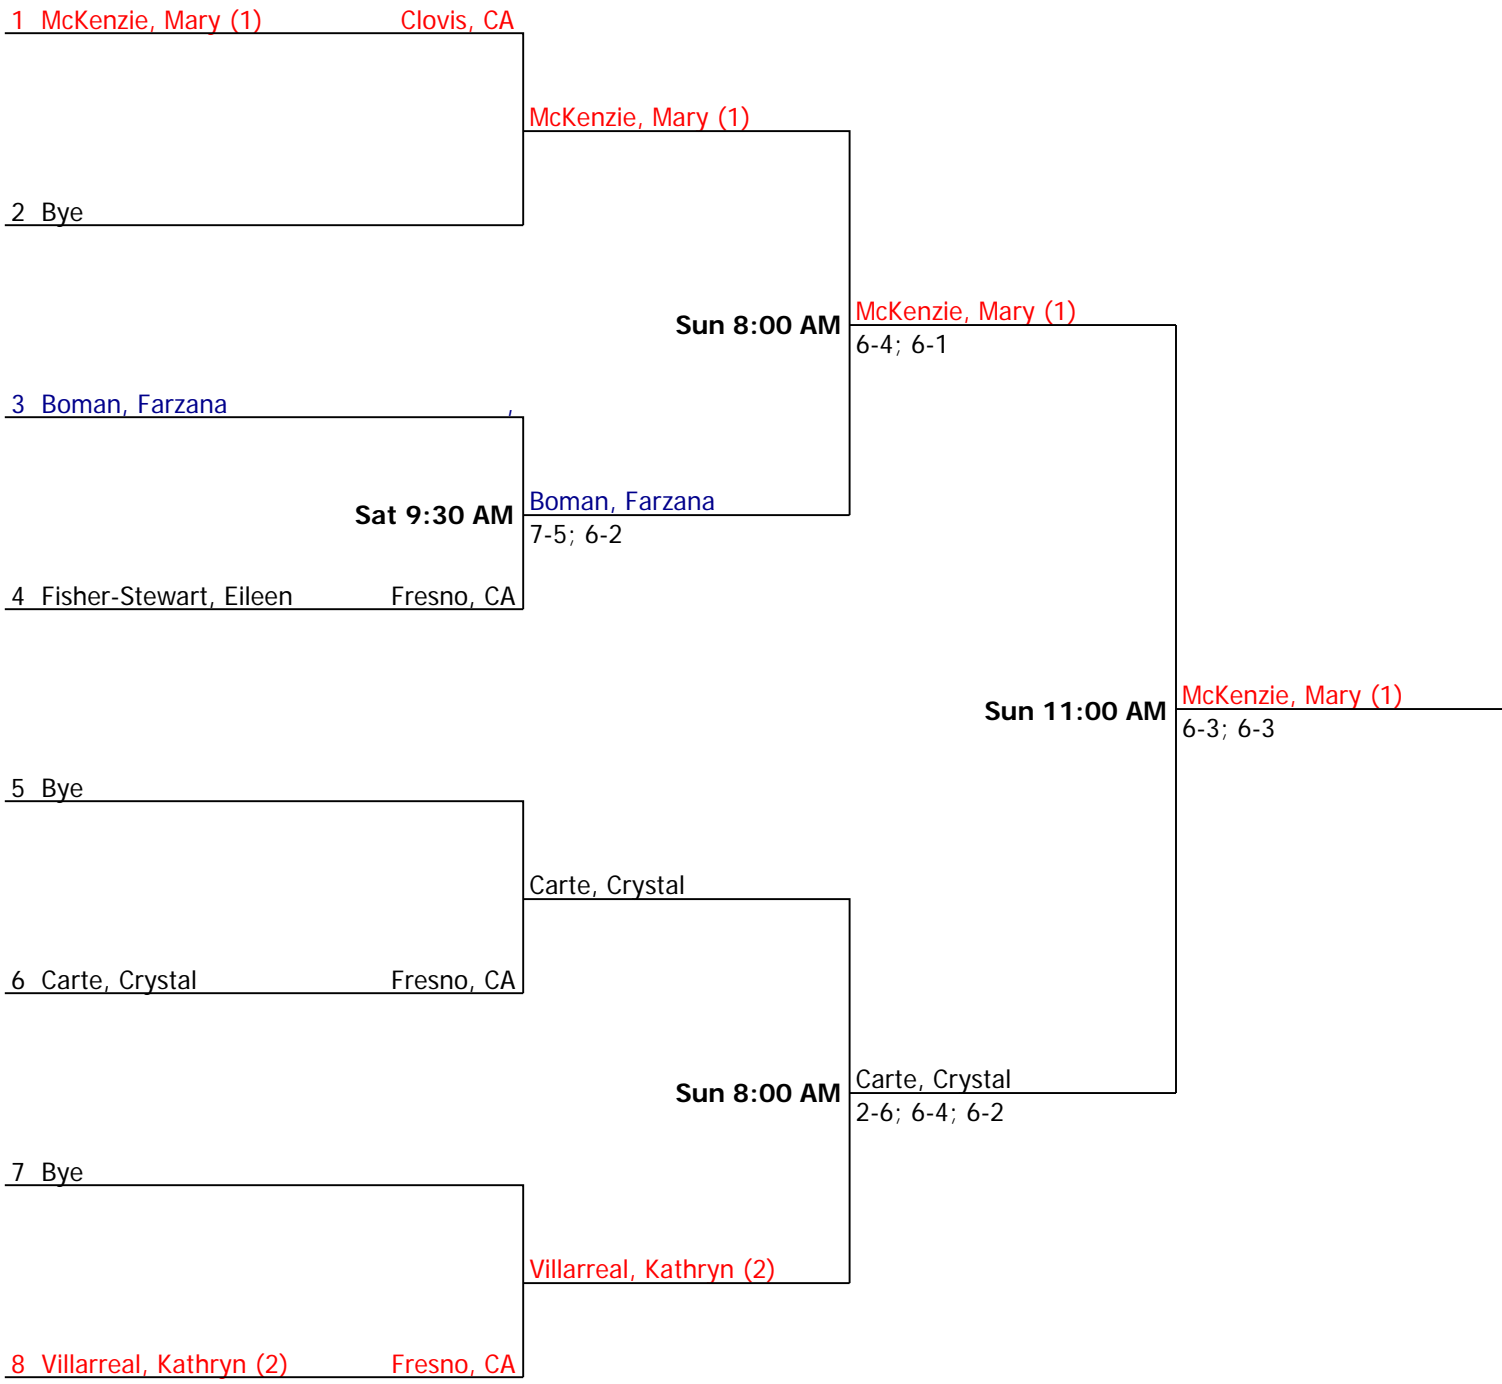 1 McKenzie, Mary (1) Clovis, CA
McKenzie, Mary (1)
2 Bye
Sun 8:00 AM
McKenzie, Mary (1)
6-4; 6-1
3 Boman, Farzana ,
Sat 9:30 AM
Boman, Farzana
7-5; 6-2
4 Fisher-Stewart, Eileen Fresno, CA
Sun 11:00 AM
McKenzie, Mary (1)
6-3; 6-3
5 Bye
Carte, Crystal
6 Carte, Crystal Fresno, CA
Sun 8:00 AM
Carte, Crystal
2-6; 6-4; 6-2
7 Bye
Villarreal, Kathryn (2)
8 Villarreal, Kathryn (2) Fresno, CA